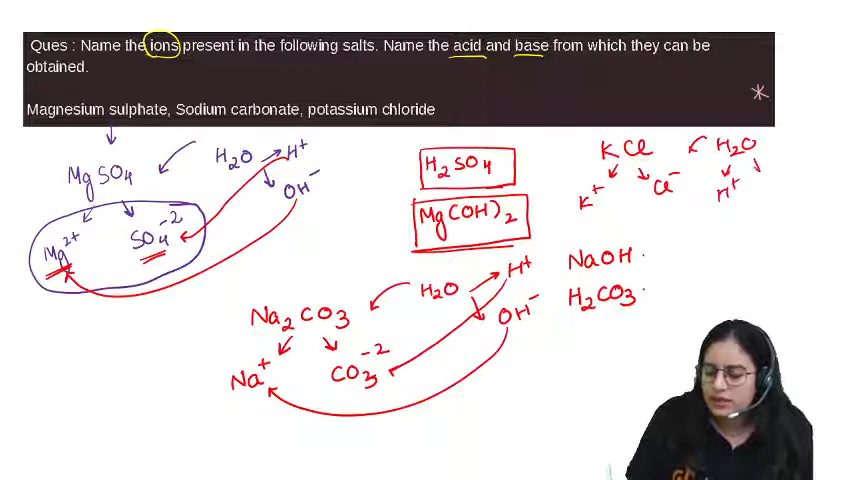 Ques : Name the ions present in the following salts. Name the acid and base from which they can be
obtained.
Magnesium sulphate, Sodium carbonate, potassium chloride
MgSO4
H2O H+
OH-
Mg2+ SO4-2
H2SO4
Mg(OH)2
KCl H2O
K+ Cl- H+
Na2CO3 H2O H+
OH-
Na+ CO3-2
NaOH
H2CO3